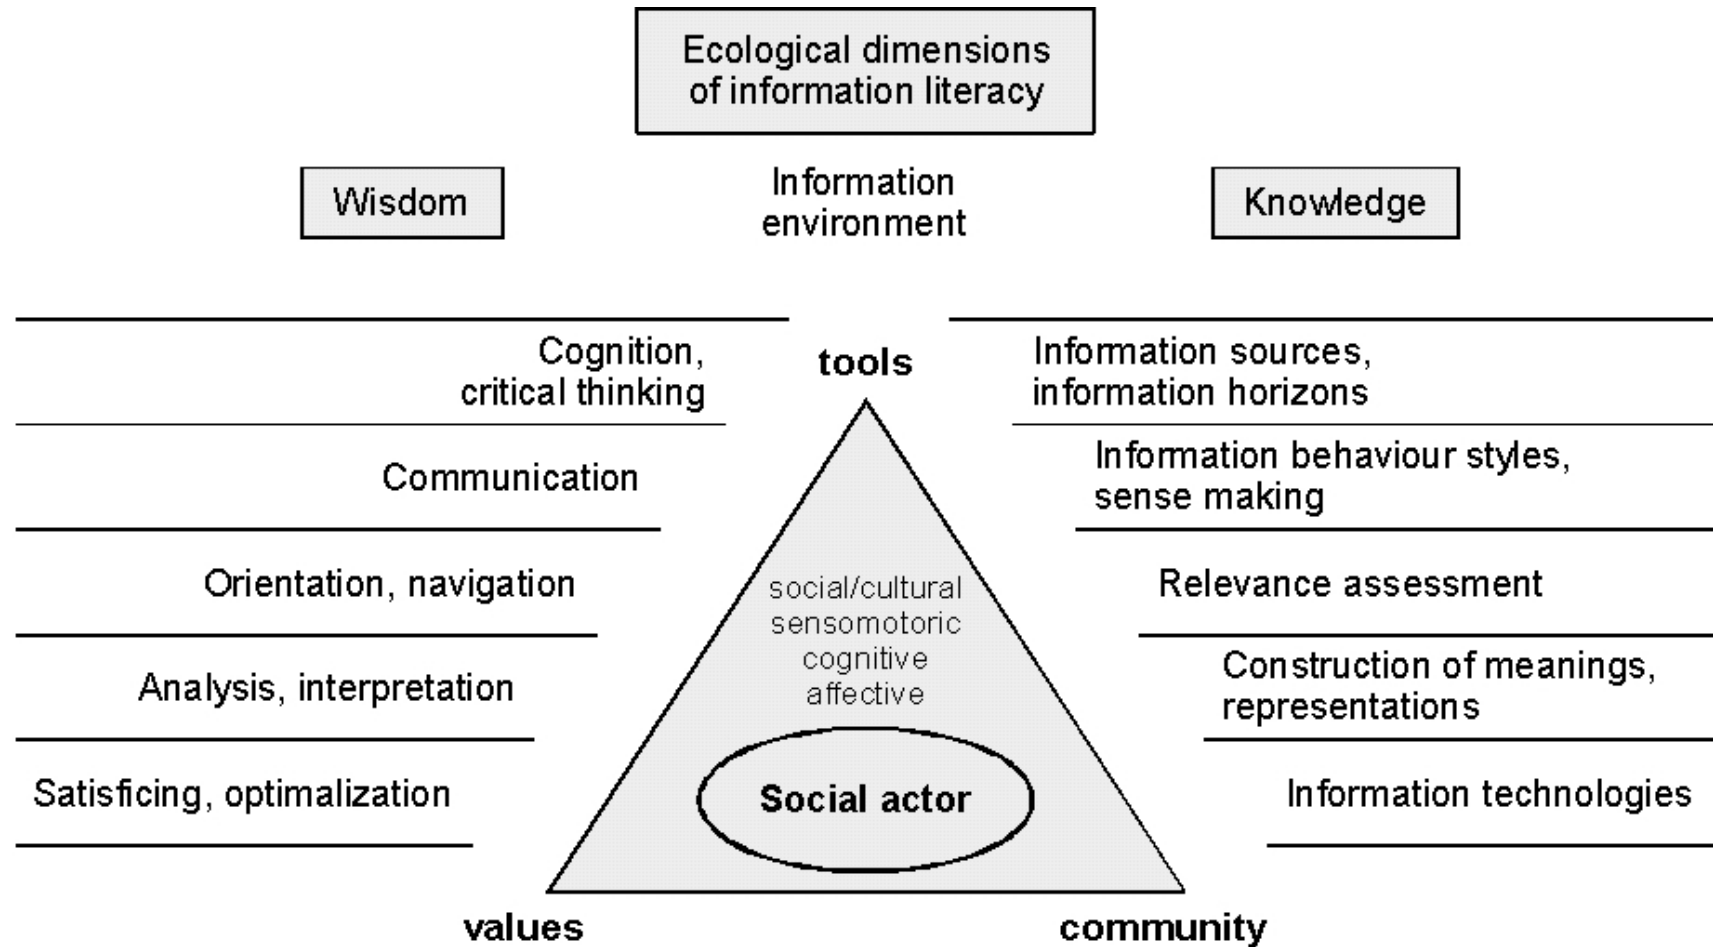 Ecological dimensions
of information literacy
Wisdom
Information
environment
Knowledge
Cognition,
critical thinking
tools
Information sources,
information horizons
Communication
Information behaviour styles,
sense making
Orientation, navigation
social/cultural
sensomotoric
cognitive
affective
Relevance assessment
Analysis, interpretation
Construction of meanings,
representations
Satisficing, optimalization
Social actor
Information technologies
values
community